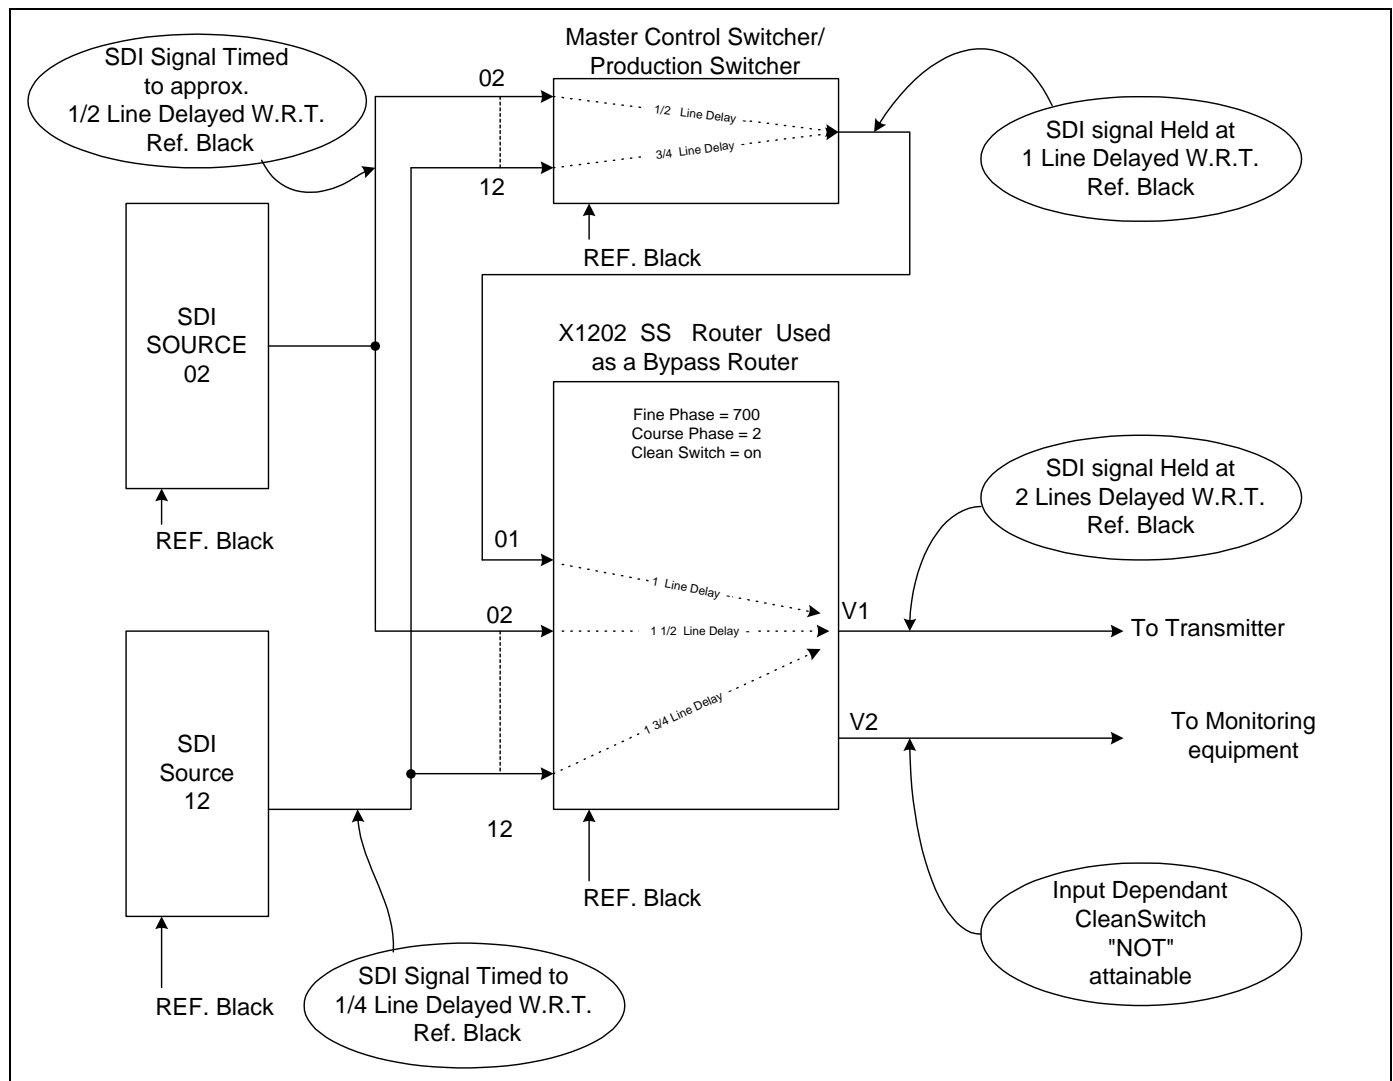 SDI Signal Timed
to approx.
1/2 Line Delayed W.R.T.
Ref. Black
Master Control Switcher/
Production Switcher
02
12
1/2 Line Delay
3/4 Line Delay
REF. Black
SDI signal Held at
1 Line Delayed W.R.T.
Ref. Black
SDI
SOURCE
02
REF. Black
X1202 SS Router Used
as a Bypass Router
Fine Phase = 700
Course Phase = 2
Clean Switch = on
01
02
12
1 Line Delay
1 1/2 Line Delay
1 3/4 Line Delay
REF. Black
V1
V2
SDI signal Held at
2 Lines Delayed W.R.T.
Ref. Black
To Transmitter
To Monitoring
equipment
SDI
Source
12
REF. Black
SDI Signal Timed to
1/4 Line Delayed W.R.T.
Ref. Black
Input Dependant
CleanSwitch
"NOT"
attainable